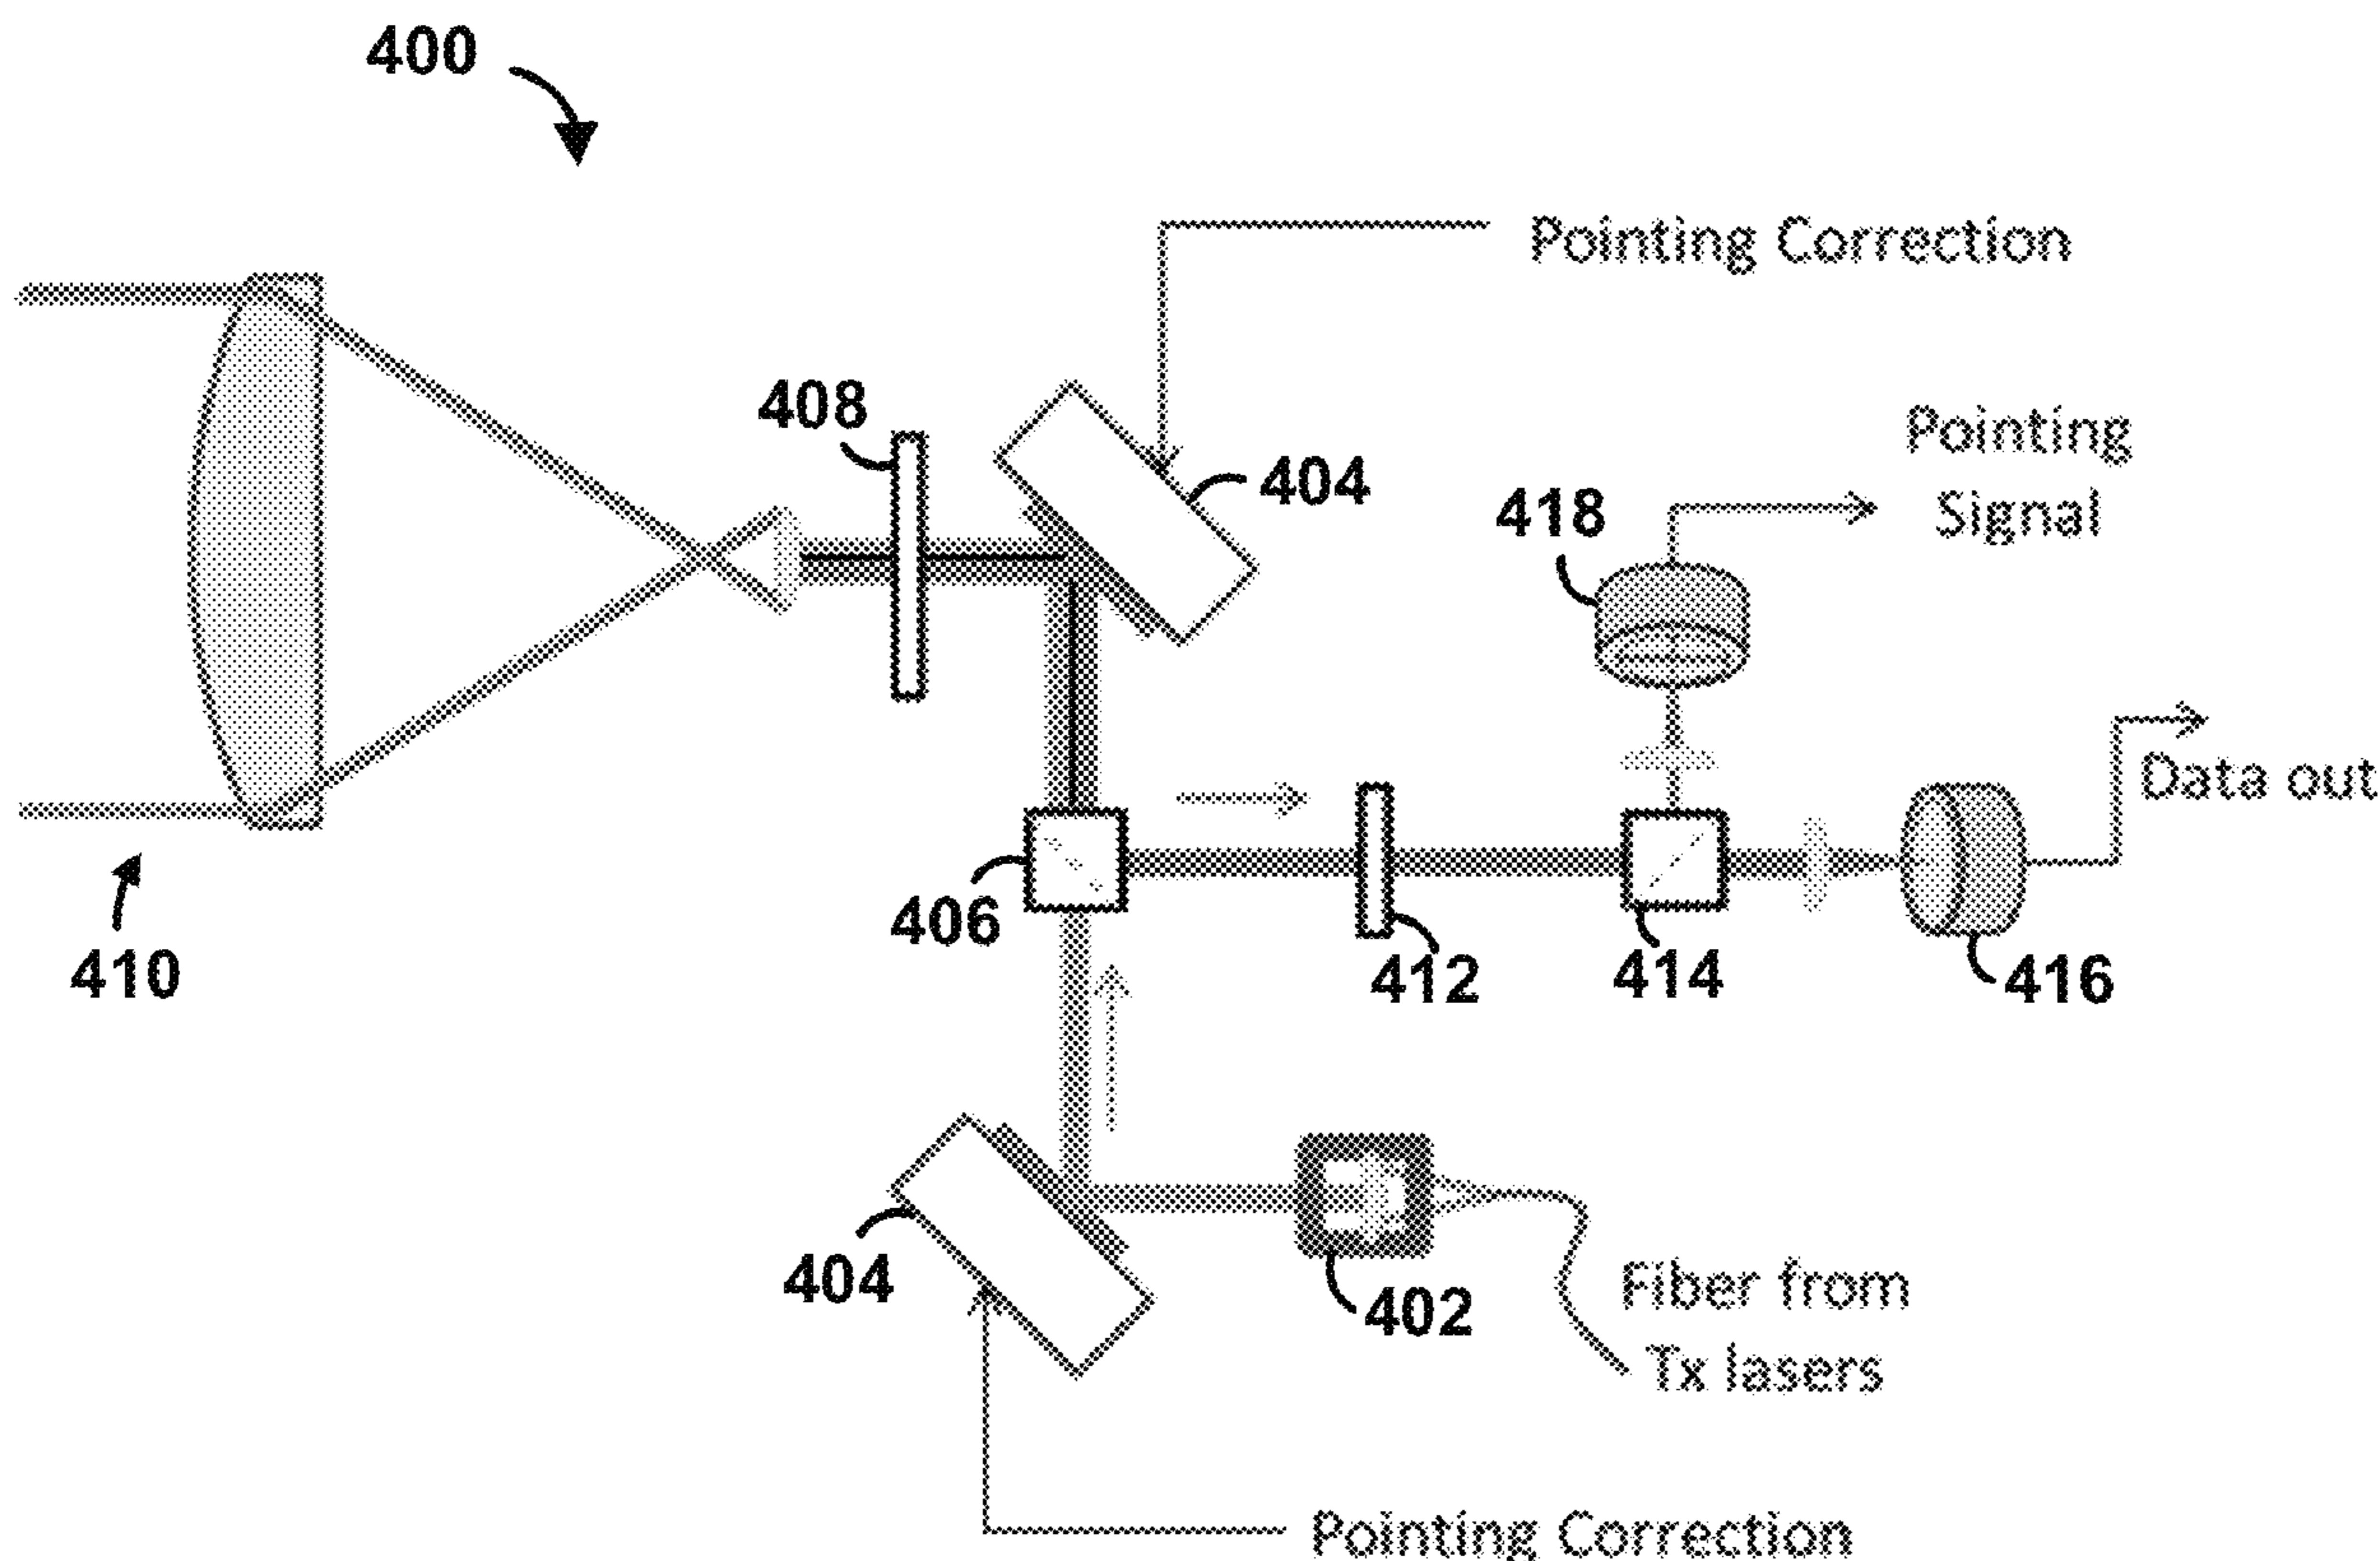 400
Pointing Correction
408
404
Pointing
Signal
418
Data out
406
412
414
416
410
404
402
Fiber from
Tx lasers
Pointing Correction